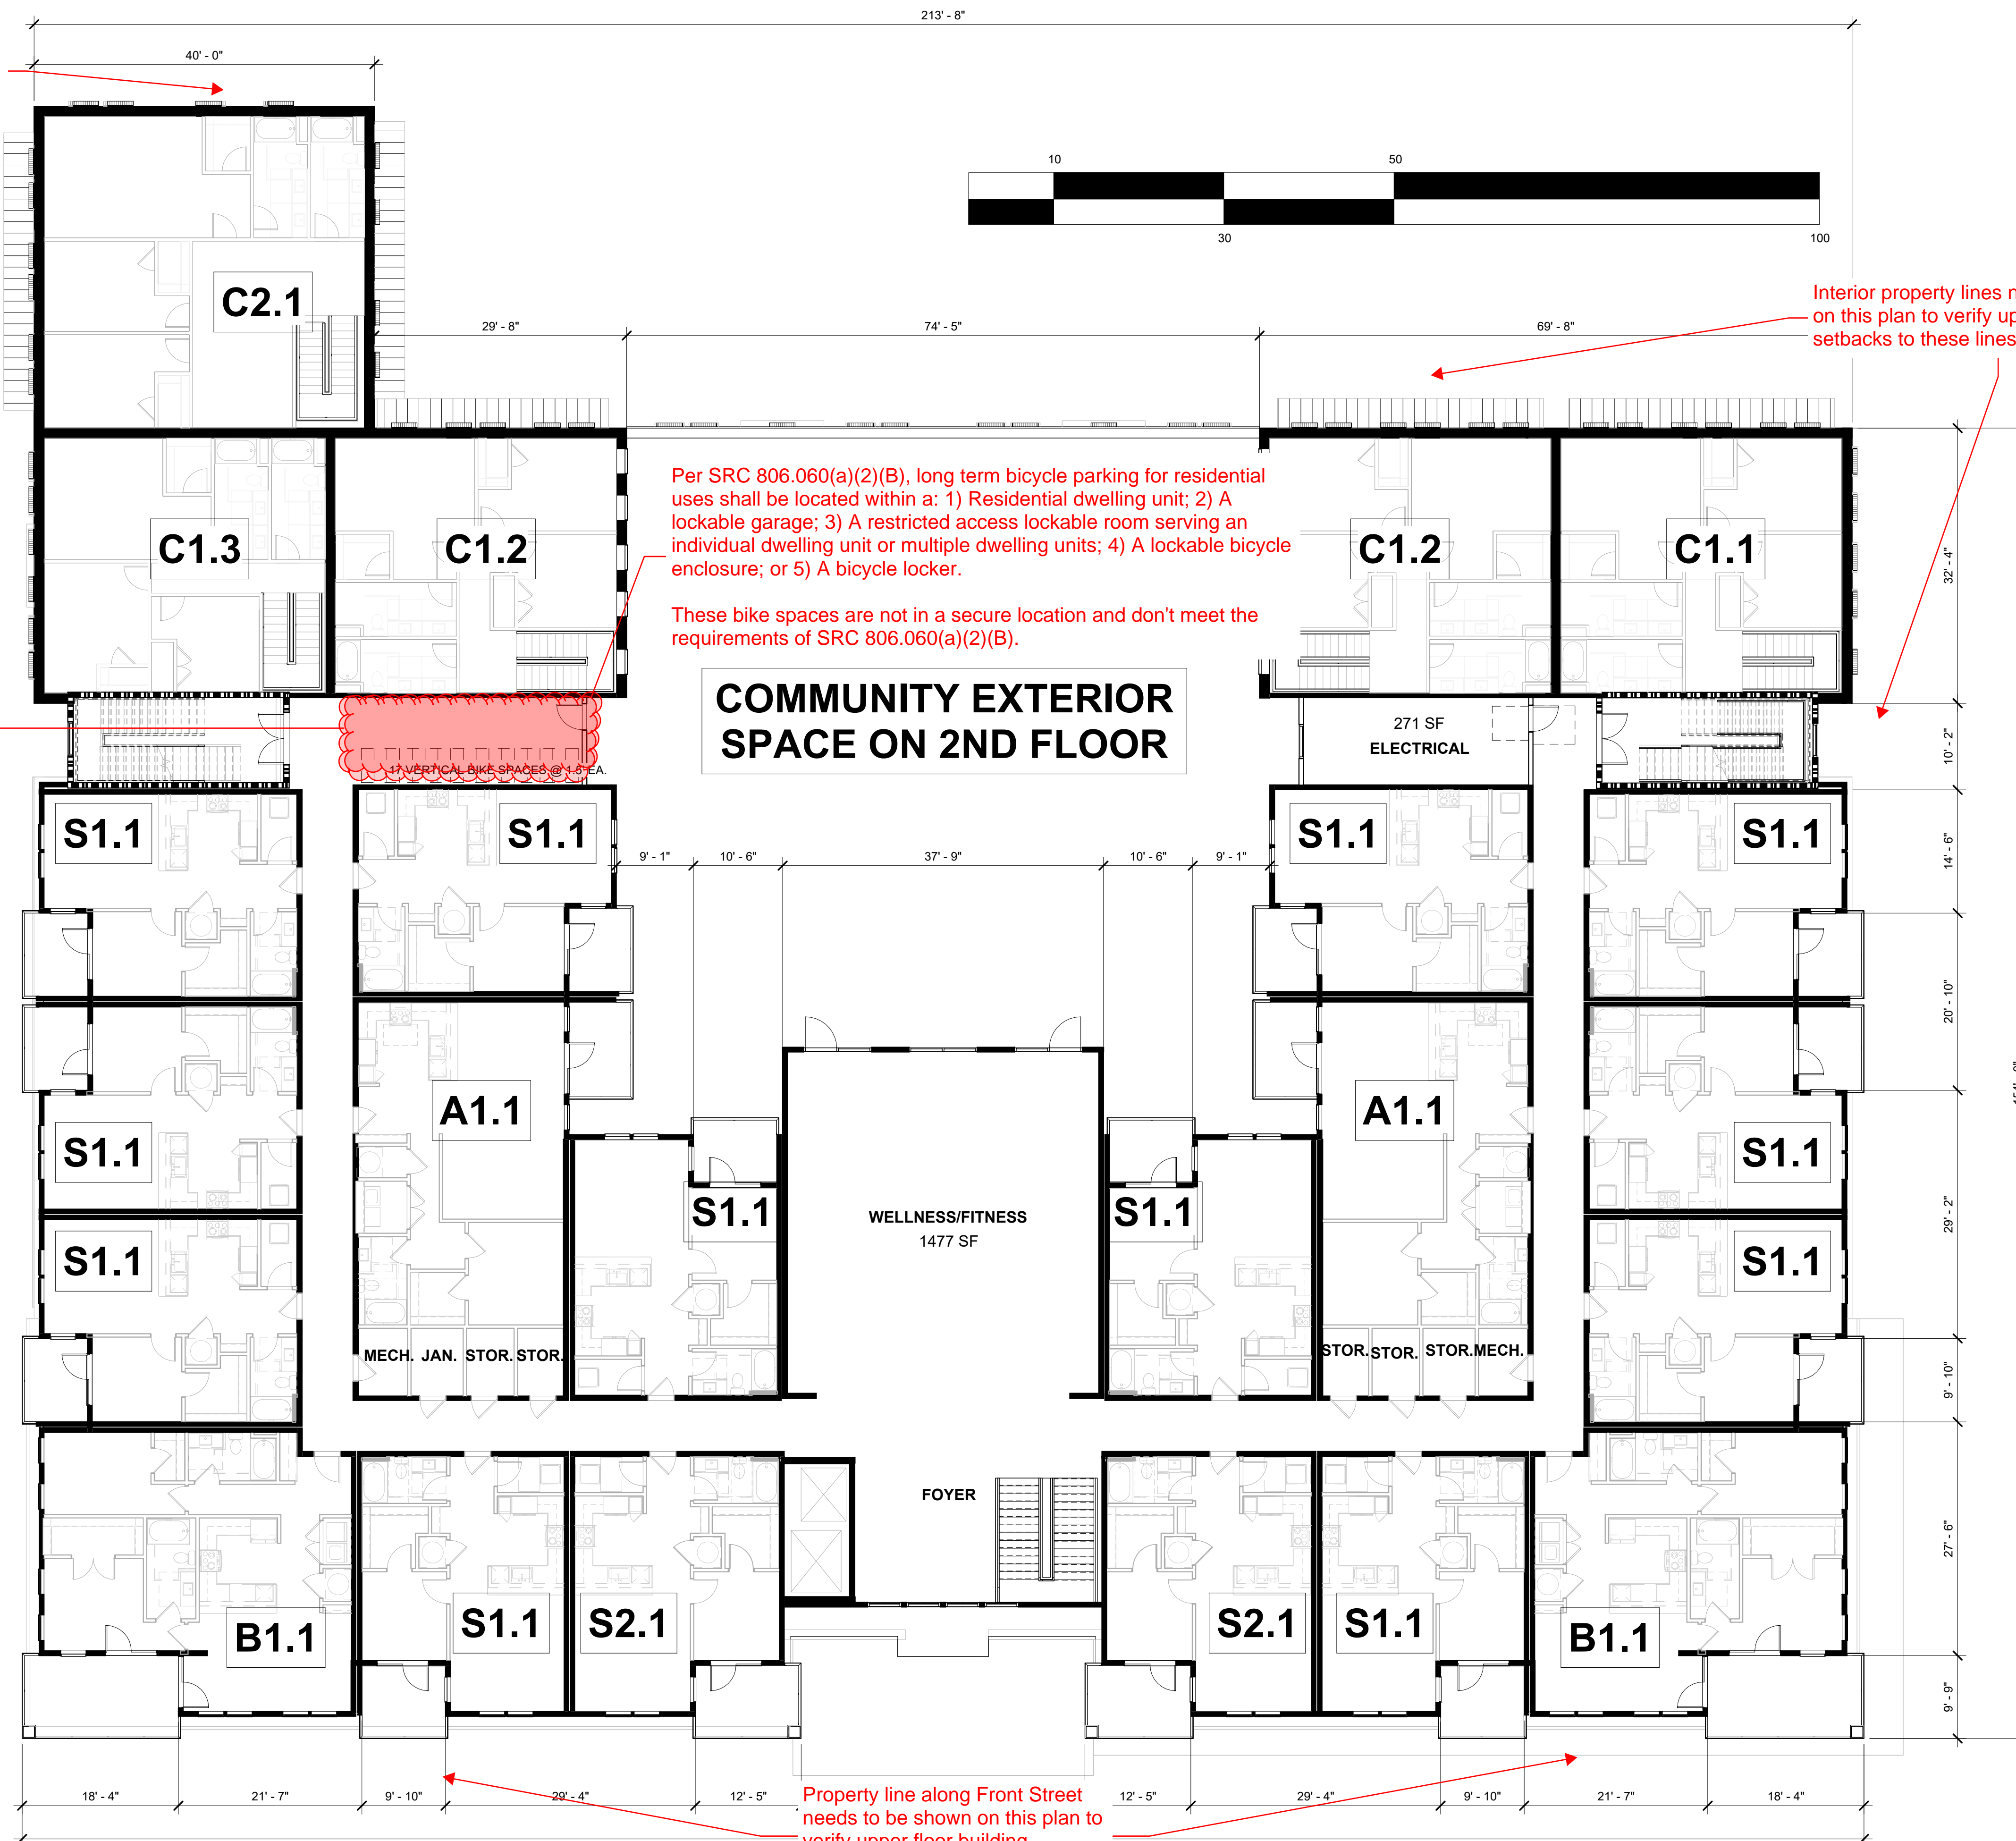 213' - 8"
40' - 0"
10 50
30 100
Interior property lines
on this plan to verify
setbacks to these lines
C2.1
29' - 8" 74' - 5" 69' - 8"
Per SRC 806.060(a)(2)(B), long term bicycle parking for residential
uses shall be located within a: 1) Residential dwelling unit; 2) A
lockable garage; 3) A restricted access lockable room serving an
individual dwelling unit or multiple dwelling units; 4) A lockable bicycle
enclosure; or 5) A bicycle locker.
These bike spaces are not in a secure location and don't meet the
requirements of SRC 806.060(a)(2)(B).
C1.3 C1.2 C1.2 C1.1
32' - 4"
COMMUNITY EXTERIOR
SPACE ON 2ND FLOOR
271 SF
ELECTRICAL
10' - 2"
17 VERTICAL BIKE SPACES @ 1.5' EA.
S1.1 S1.1 S1.1 S1.1
14' - 6"
9' - 1" 10' - 6" 37' - 9" 10' - 6" 9' - 1"
20' - 10"
A1.1 A1.1
S1.1 S1.1
S1.1 S1.1
29' - 2"
WELLNESS/FITNESS
1477 SF
S1.1 S1.1
MECH. JAN. STOR. STOR.
STOR. STOR. STOR. MECH.
9' - 10"
FOYER
27' - 6"
B1.1 S1.1 S2.1 S2.1 S1.1 B1.1
9' - 9"
18' - 4" 21' - 7" 9' - 10" 29' - 4" 12' - 5" 12' - 5" 29' - 4" 9' - 10" 21' - 7" 18' - 4"
Property line along Front Street
needs to be shown on this plan to
verify upper floor building